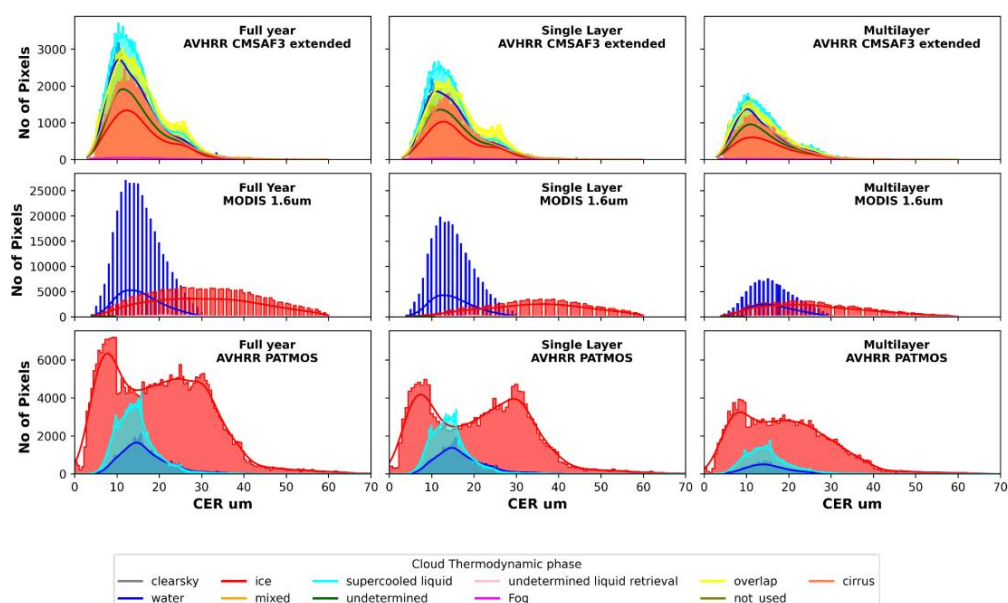 Full year
AVHRR CMSAF3 extended
Single Layer
AVHRR CMSAF3 extended
Multilayer
AVHRR CMSAF3 extended
No of Pixels
3000
2000
1000
0
Full Year
MODIS 1.6um
Single Layer
MODIS 1.6um
Multilayer
MODIS 1.6um
No of Pixels
25000
20000
15000
10000
5000
0
Full year
AVHRR PATMOS
Single Layer
AVHRR PATMOS
Multilayer
AVHRR PATMOS
No of Pixels
6000
4000
2000
0
0 10 20 30 40 50 60 70
0 10 20 30 40 50 60 70
0 10 20 30 40 50 60 70
CER um
CER um
CER um
Cloud Thermodynamic phase
clearsky ice supercooled liquid undetermined liquid retrieval overlap cirrus
water mixed undetermined Fog not_used